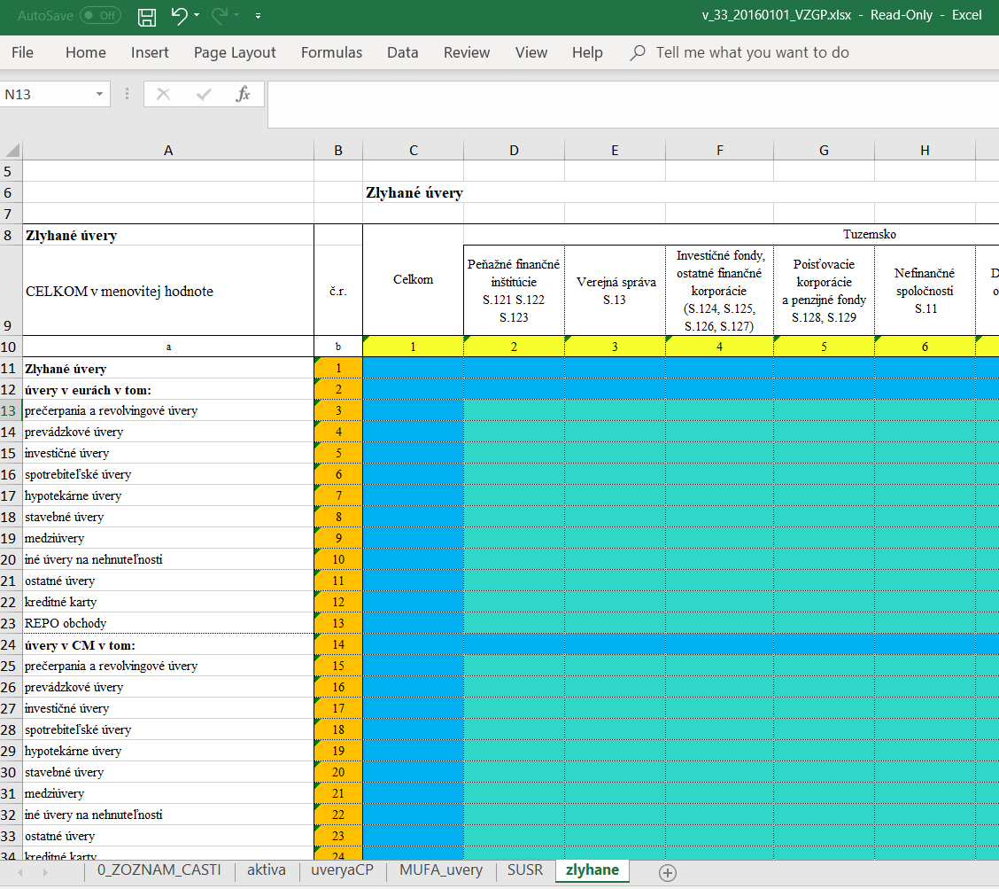 AutoSave Off
v_33_20160101_VZGP.xlsx - Read-Only - Excel
File Home Insert Page Layout Formulas Data Review View Help Tell me what you want to do
N13 fx
A B C D E F G H
5
6 Zlyhané úvery
7
8 Zlyhané úvery Tuzemsko
9 CELKOM v menovitej hodnote č.r. Celkom
Peňažné finančné
inštitúcie
S.121 S.122
S.123
Verejná správa
S.13
Investičné fondy,
ostatné finančné
korporácie
(S.124, S.125,
S.126, S.127)
Poisťovacie
korporácie
a penzijné fondy
S.128, S.129
Nefinančné
spoločnosti
S.11
10 a b 1 2 3 4 5 6
11 Zlyhané úvery 1
12 úvery v eurách v tom: 2
13 prečerpania a revolvingové úvery 3
14 prevádzkové úvery 4
15 investičné úvery 5
16 spotrebiteľské úvery 6
17 hypotekárne úvery 7
18 stavebné úvery 8
19 medziúvery 9
20 iné úvery na nehnuteľnosti 10
21 ostatné úvery 11
22 kreditné karty 12
23 REPO obchody 13
24 úvery v CM v tom: 14
25 prečerpania a revolvingové úvery 15
26 prevádzkové úvery 16
27 investičné úvery 17
28 spotrebiteľské úvery 18
29 hypotekárne úvery 19
30 stavebné úvery 20
31 medziúvery 21
32 iné úvery na nehnuteľnosti 22
33 ostatné úvery 23
34 kreditné karty 24
0_ZOZNAM_CASTI aktiva uveryaCP MUFA_uvery SUSR zlyhane